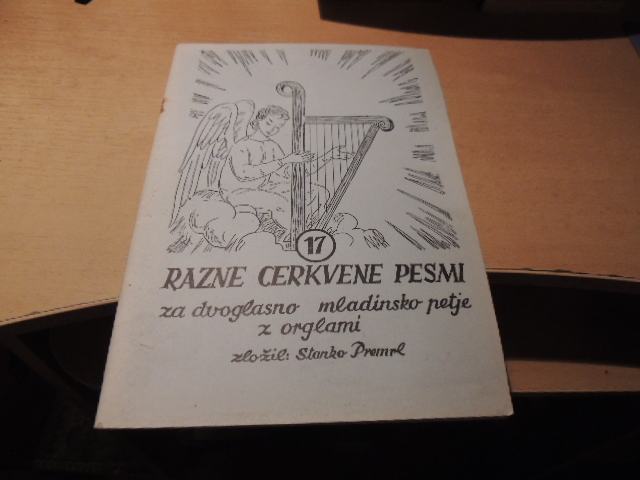 17
RAZNE CERKVENE PESMI
za dvoglasno mladinsko petje
z orglami
zložil: Stanko Premrl